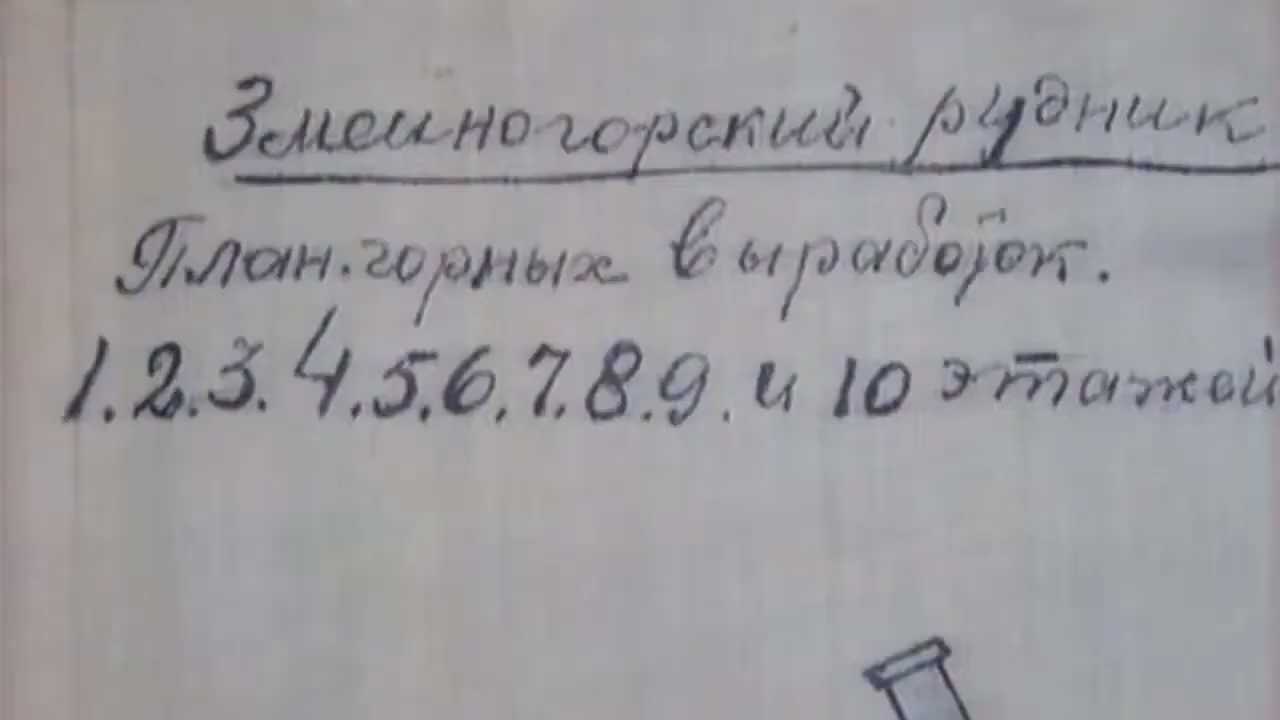 Змеиногорский рудник
План.горных выработок.
1.2.3.4.5.6.7.8.9. и 10 этажей